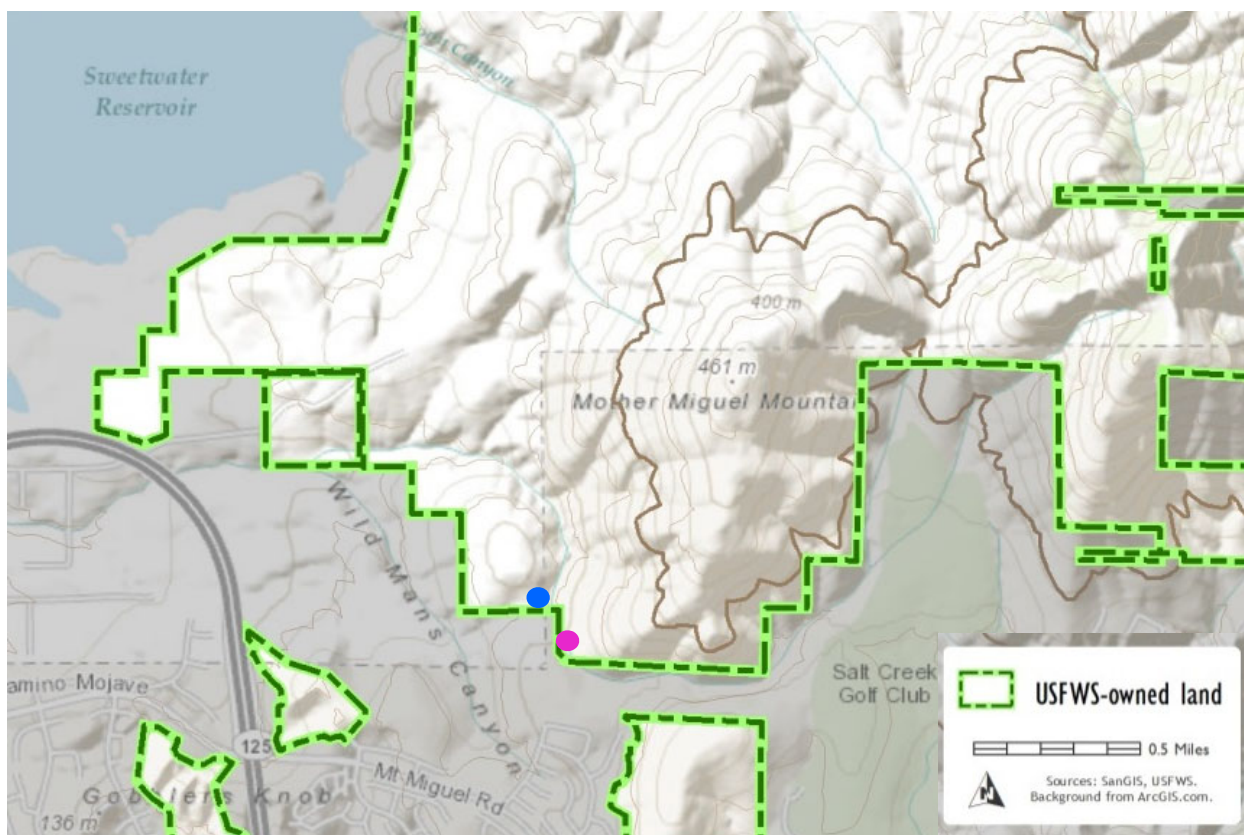 Sweetwater
Reservoir
Canyon
400 m
461 m
Mother Miguel Mountain
Wild Mans Canyon
Salt Creek
Golf Club
amino Mojave
125
Mt Miguel Rd
Gobblers Knob
136 m
USFWS-owned land
0.5 Miles
N
Sources: SanGIS, USFWS.
Background from ArcGIS.com.